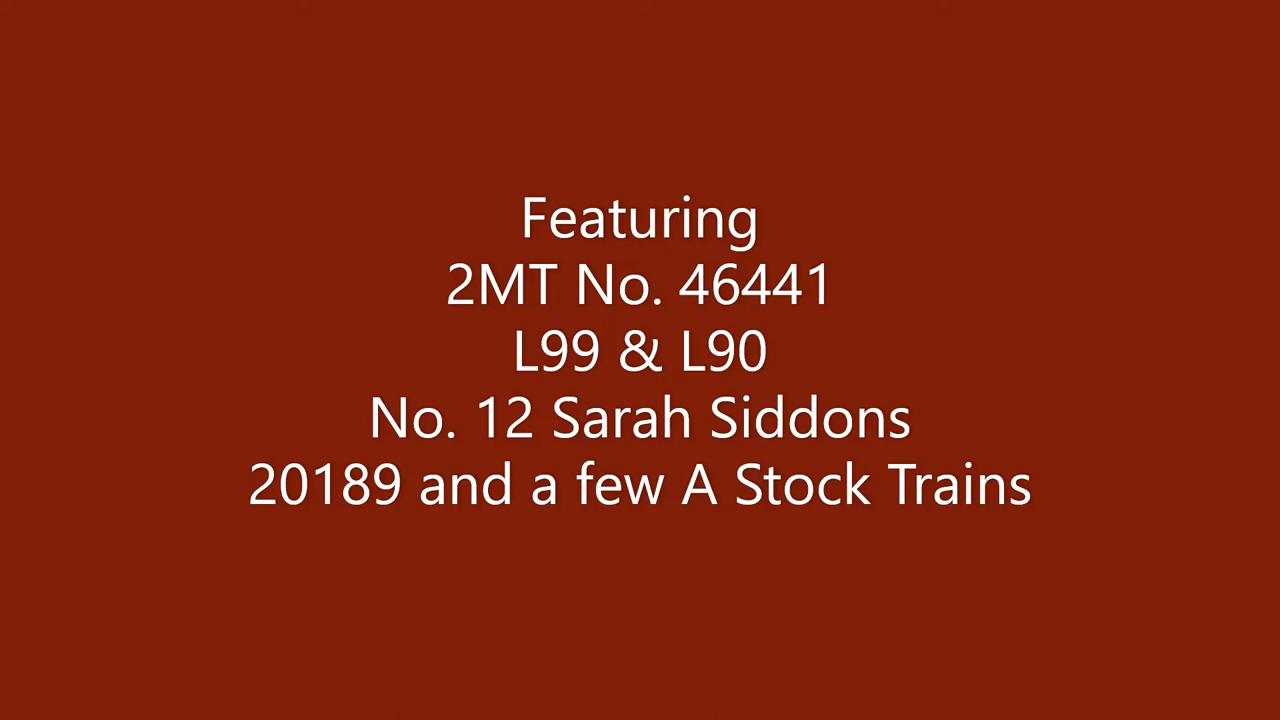 Featuring
2MT No. 46441
L99 & L90
No. 12 Sarah Siddons
20189 and a few A Stock Trains